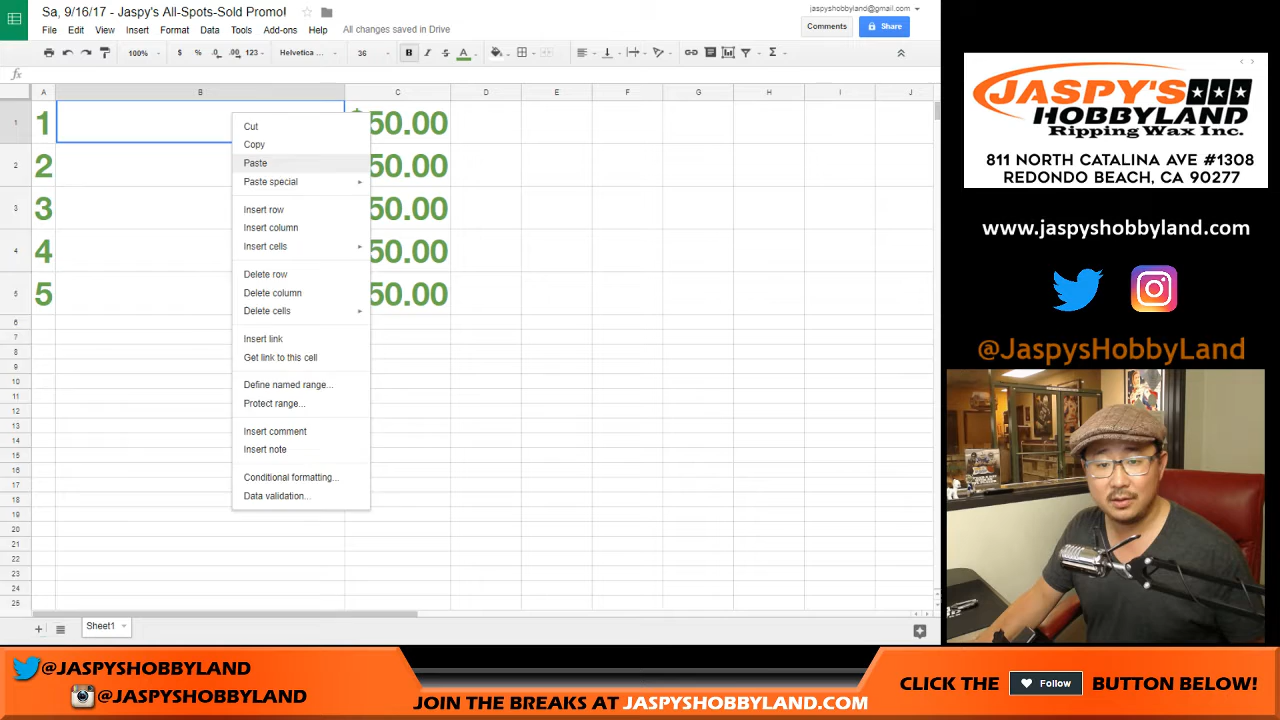 Sa, 9/16/17 - Jaspy's All-Spots-Sold Promo!
jaspyshobbyland@gmail.com
File Edit View Insert Format Data Tools Add-ons Help All changes saved in Drive
Comments
Share
100% $ % .0 .00 123 Helvetica ... 36 B I S A
fx
A B C D E F G H I J
1 1 50.00
2 2 50.00
3 3 50.00
4 4 50.00
5 5 50.00
6
7
8
9
10
11
12
13
14
15
16
17
18
19
20
21
22
23
24
25
Cut
Copy
Paste
Paste special
Insert row
Insert column
Insert cells
Delete row
Delete column
Delete cells
Insert link
Get link to this cell
Define named range...
Protect range...
Insert comment
Insert note
Conditional formatting...
Data validation...
Sheet1
JASPY'S
HOBBYLAND
Ripping Wax Inc.
811 NORTH CATALINA AVE #1308
REDONDO BEACH, CA 90277
www.jaspyshobbyland.com
@JaspysHobbyLand
@JASPYSHOBBYLAND
@JASPYSHOBBYLAND
JOIN THE BREAKS AT JASPYSHOBBYLAND.COM
CLICK THE Follow BUTTON BELOW!